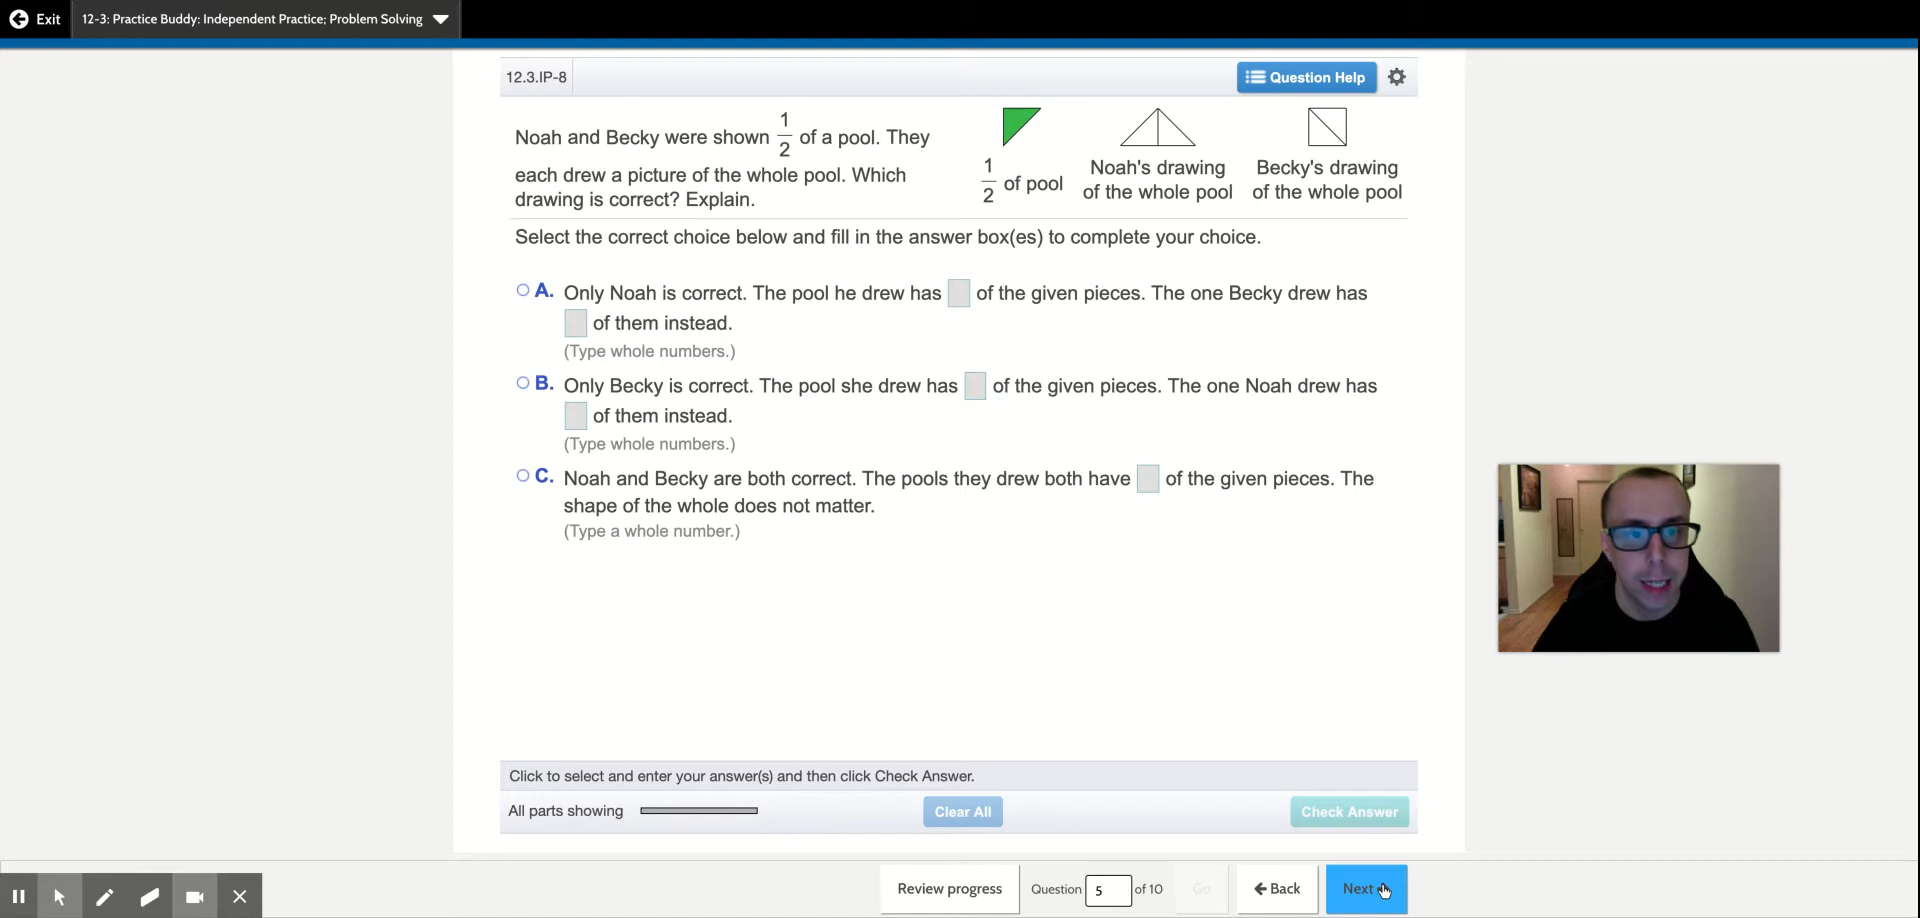 Exit
12-3: Practice Buddy: Independent Practice; Problem Solving
12.3.IP-8
Question Help
Noah and Becky were shown 1/2 of a pool. They
each drew a picture of the whole pool. Which
drawing is correct? Explain.
1/2 of pool
Noah's drawing
of the whole pool
Becky's drawing
of the whole pool
Select the correct choice below and fill in the answer box(es) to complete your choice.
A. Only Noah is correct. The pool he drew has of the given pieces. The one Becky drew has
of them instead.
(Type whole numbers.)
B. Only Becky is correct. The pool she drew has of the given pieces. The one Noah drew has
of them instead.
(Type whole numbers.)
C. Noah and Becky are both correct. The pools they drew both have of the given pieces. The
shape of the whole does not matter.
(Type a whole number.)
Click to select and enter your answer(s) and then click Check Answer.
All parts showing
Clear All
Check Answer
Review progress
Question 5 of 10
Go
Back
Next